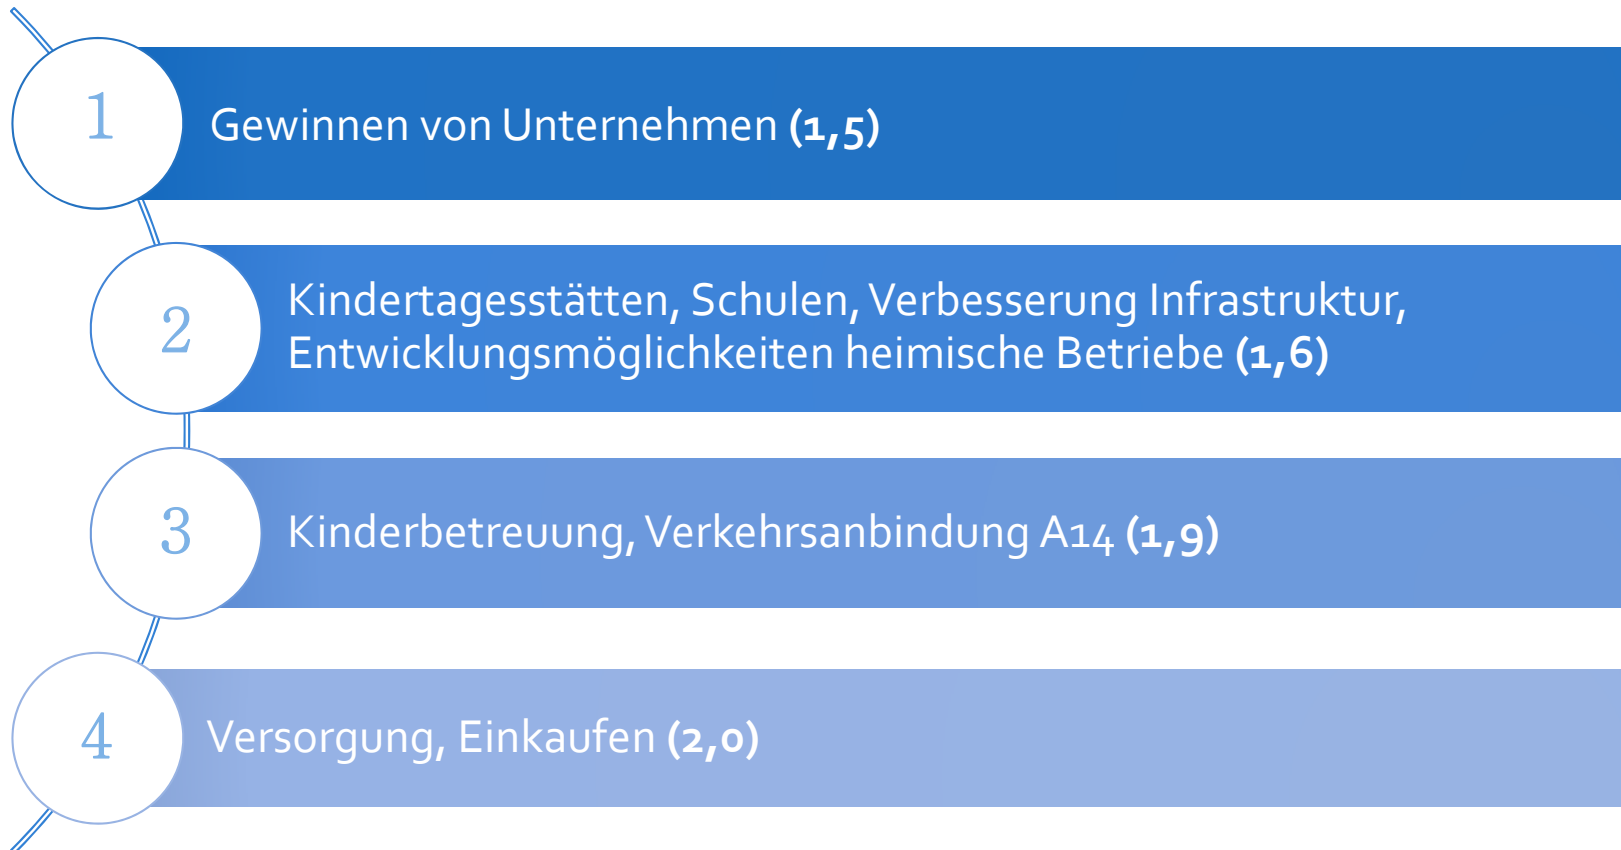 1
Gewinnen von Unternehmen (1,5)
2
Kindertagesstätten, Schulen, Verbesserung Infrastruktur,
Entwicklungsmöglichkeiten heimische Betriebe (1,6)
3
Kinderbetreuung, Verkehrsanbindung A14 (1,9)
4
Versorgung, Einkaufen (2,0)